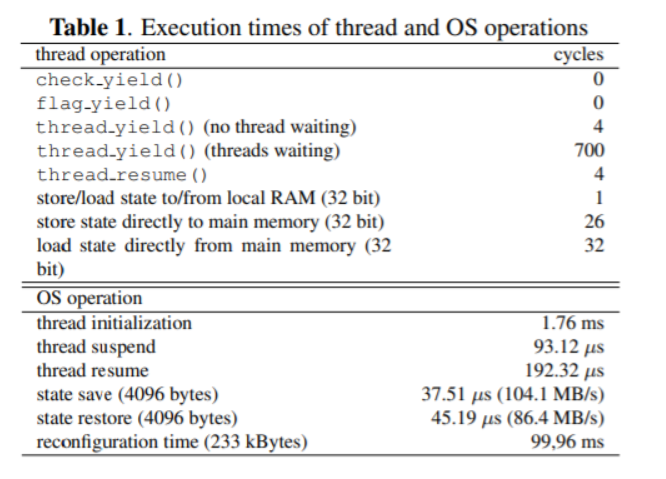 Table 1. Execution times of thread and OS operations
thread operation cycles
check_yield() 0
flag_yield() 0
thread_yield() (no thread waiting) 4
thread_yield() (threads waiting) 700
thread_resume() 4
store/load state to/from local RAM (32 bit) 1
store state directly to main memory (32 bit) 26
load state directly from main memory (32 32
bit)
OS operation
thread initialization 1.76 ms
thread suspend 93.12 μs
thread resume 192.32 μs
state save (4096 bytes) 37.51 μs (104.1 MB/s)
state restore (4096 bytes) 45.19 μs (86.4 MB/s)
reconfiguration time (233 kBytes) 99,96 ms